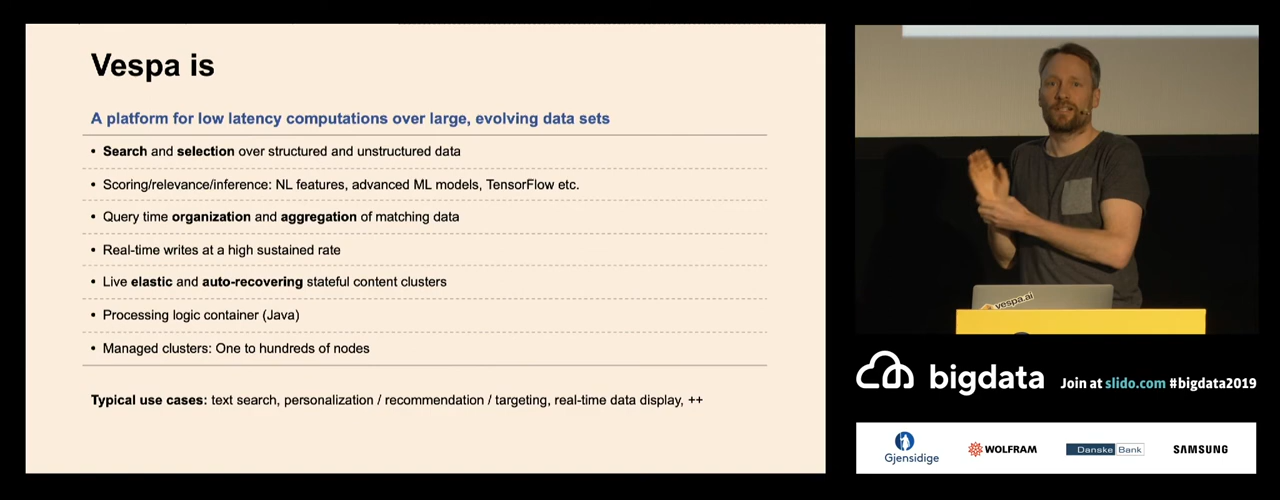 Vespa is
A platform for low latency computations over large, evolving data sets
• Search and selection over structured and unstructured data
• Scoring/relevance/inference: NL features, advanced ML models, TensorFlow etc.
• Query time organization and aggregation of matching data
• Real-time writes at a high sustained rate
• Live elastic and auto-recovering stateful content clusters
• Processing logic container (Java)
• Managed clusters: One to hundreds of nodes
Typical use cases: text search, personalization / recommendation / targeting, real-time data display, ++
vespa.ai
bigdata
Join at slido.com #bigdata2019
Gjensidige
WOLFRAM
Danske Bank
SAMSUNG